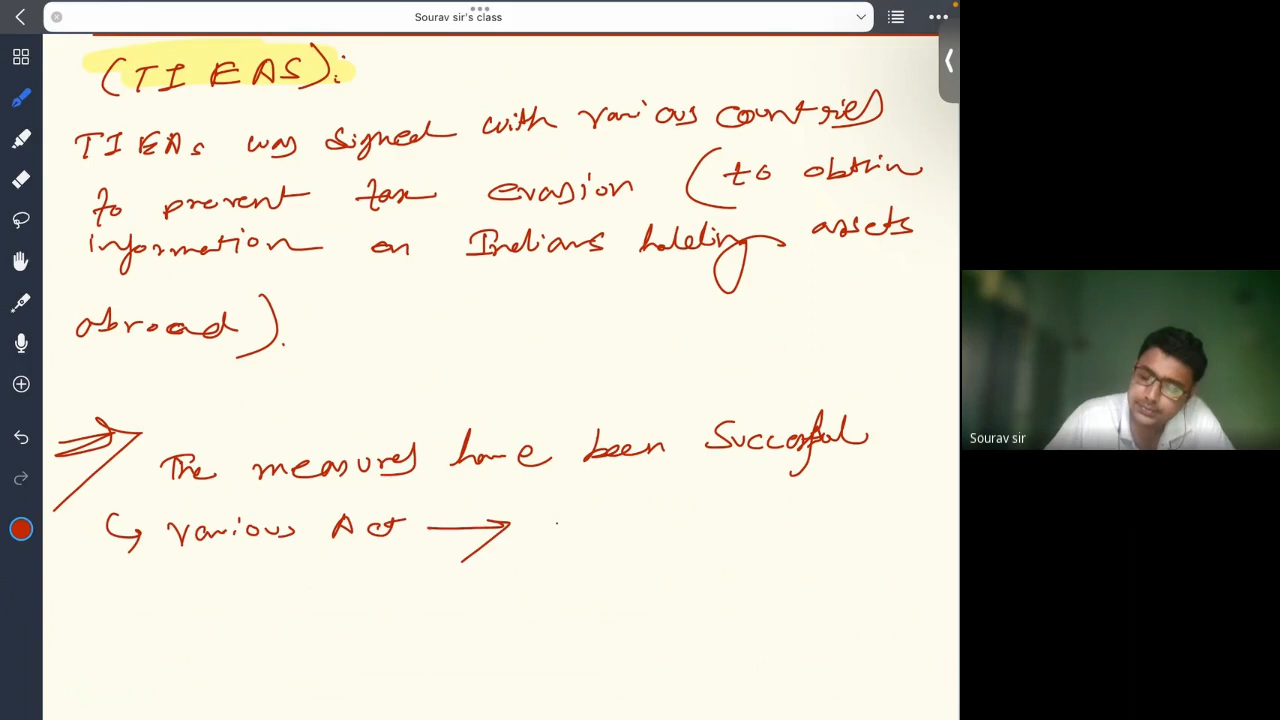 Sourav sir's class
(TIEAS):
TIEAs was signed with various countries
to prevent tax evasion (to obtain
information on Indians holding assets
abroad).
The measures have been Successful
↪ various Act →
Sourav sir